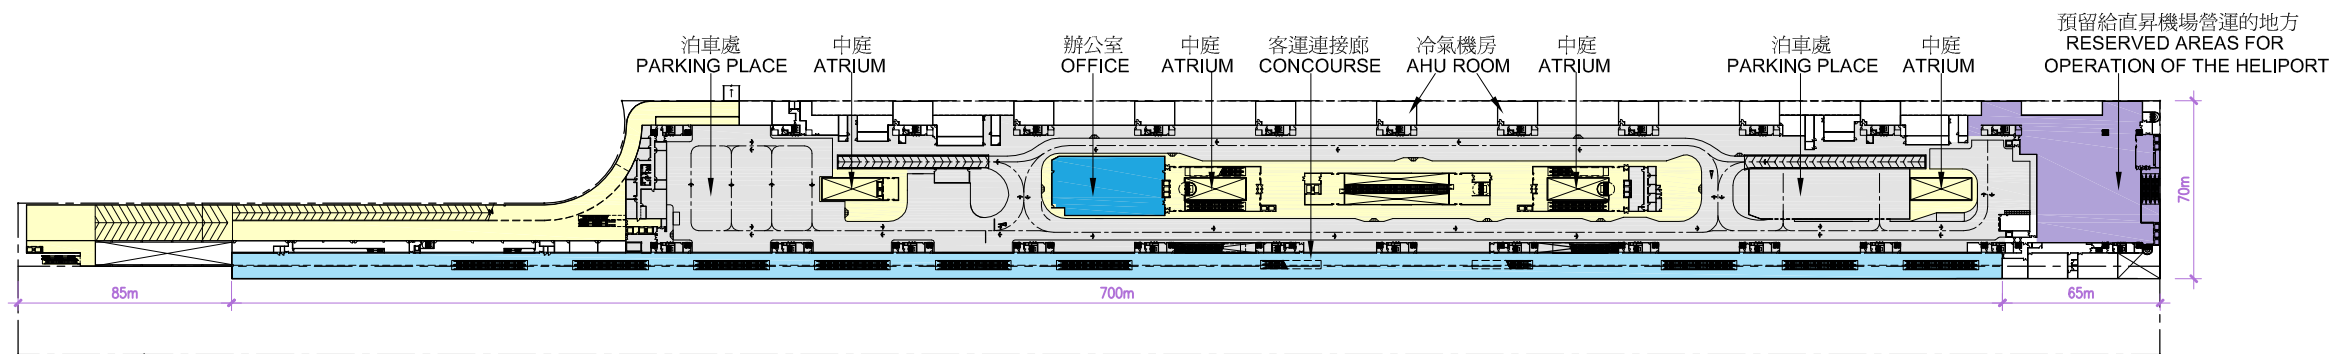 泊車處
PARKING PLACE
中庭
ATRIUM
辦公室
OFFICE
中庭
ATRIUM
客運連接廊
CONCOURSE
冷氣機房
AHU ROOM
中庭
ATRIUM
泊車處
PARKING PLACE
中庭
ATRIUM
預留給直昇機場營運的地方
RESERVED AREAS FOR
OPERATION OF THE HELIPORT
70m
85m
700m
65m